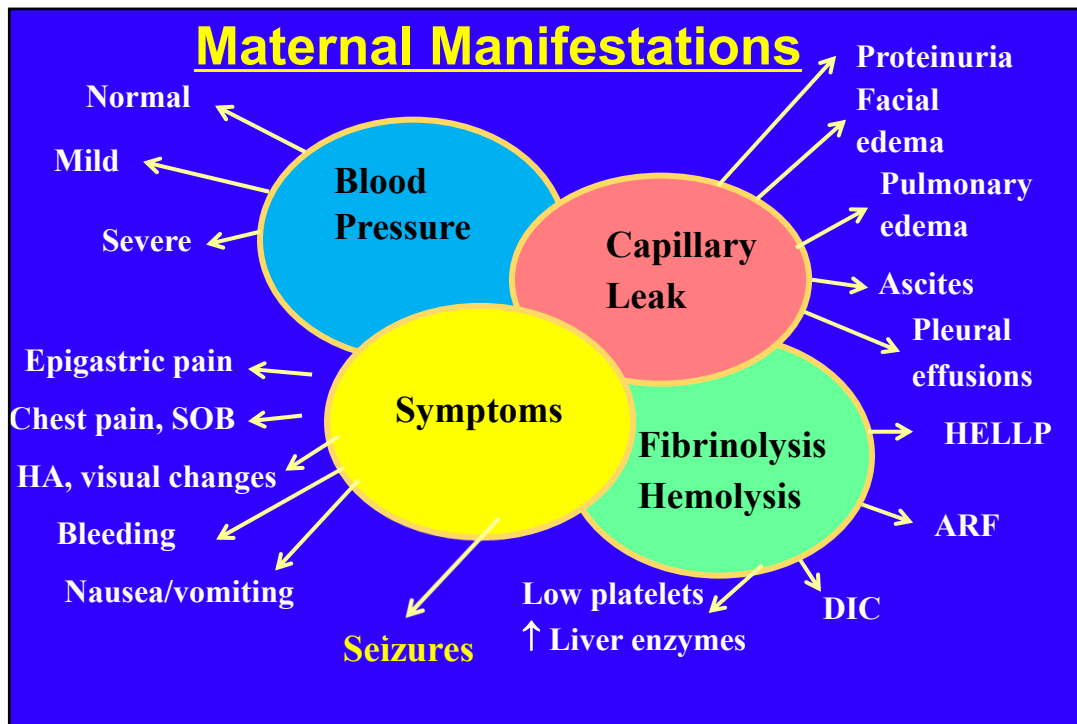 Maternal Manifestations
Normal
Mild
Severe
Blood
Pressure
Proteinuria
Facial
edema
Pulmonary
edema
Ascites
Pleural
effusions
Capillary
Leak
Epigastric pain
Chest pain, SOB
HA, visual changes
Bleeding
Nausea/vomiting
Seizures
Symptoms
Fibrinolysis
Hemolysis
HELLP
ARF
DIC
Low platelets
↑ Liver enzymes